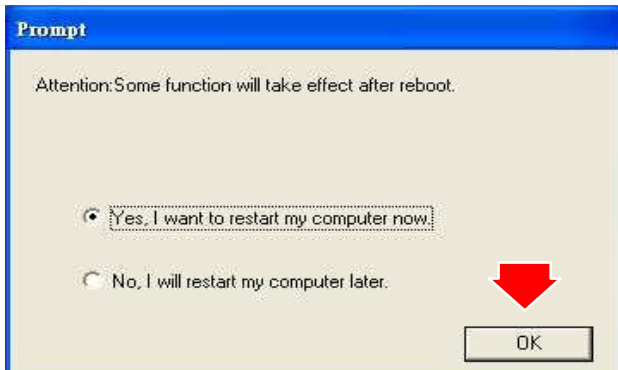 Prompt
Attention:Some function will take effect after reboot.
Yes, I want to restart my computer now.
No, I will restart my computer later.
OK